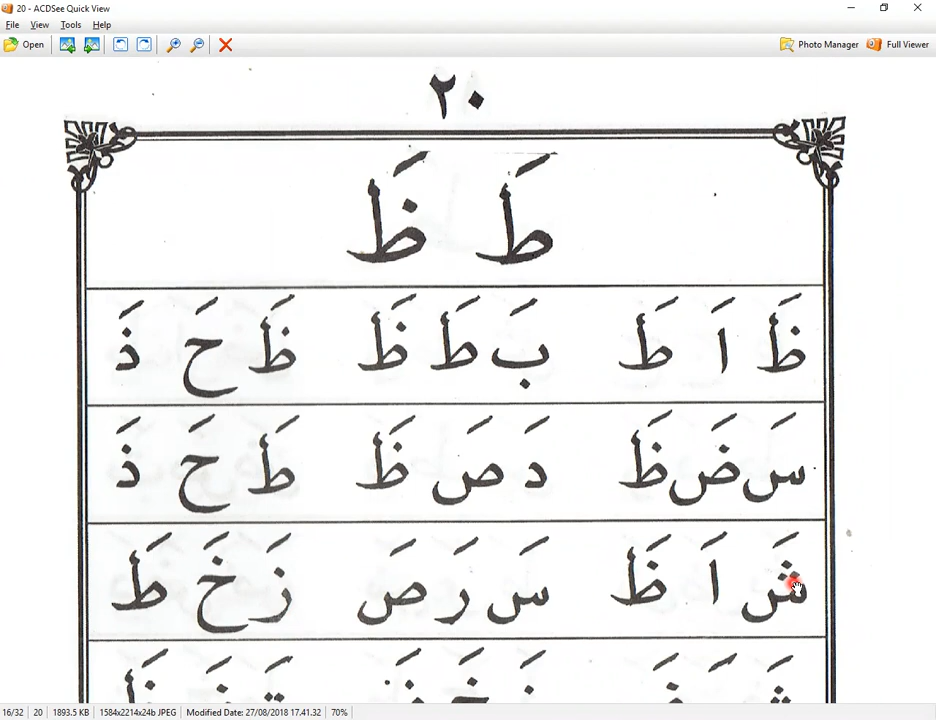 20 - ACDSee Quick View
File View Tools Help
Open Photo Manager Full Viewer
٢٠
طَ ظَ
ظَ اَ طَ بَ طَ ظَ ظَ حَ ذَ
سَ ضَ ظَ دَ صَ ظَ طَ حَ ذَ
شَ اَ ظَ سَ رَ صَ زَ خَ طَ
16/32 20 1893.5 KB 1584x2214x24b JPEG Modified Date: 27/08/2018 17.41.32 70%